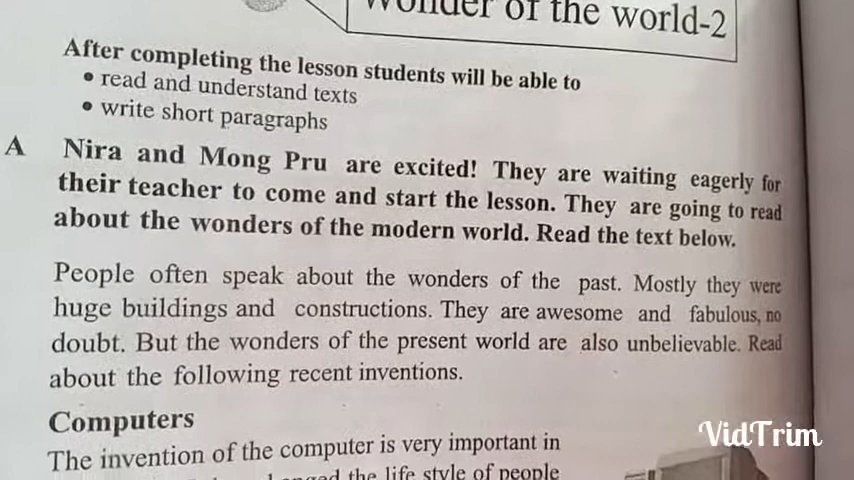 Wonder of the world-2
After completing the lesson students will be able to
• read and understand texts
• write short paragraphs
A Nira and Mong Pru are excited! They are waiting eagerly for
their teacher to come and start the lesson. They are going to read
about the wonders of the modern world. Read the text below.
People often speak about the wonders of the past. Mostly they were
huge buildings and constructions. They are awesome and fabulous, no
doubt. But the wonders of the present world are also unbelievable. Read
about the following recent inventions.
Computers
The invention of the computer is very important in
the life style of people
VidTrim